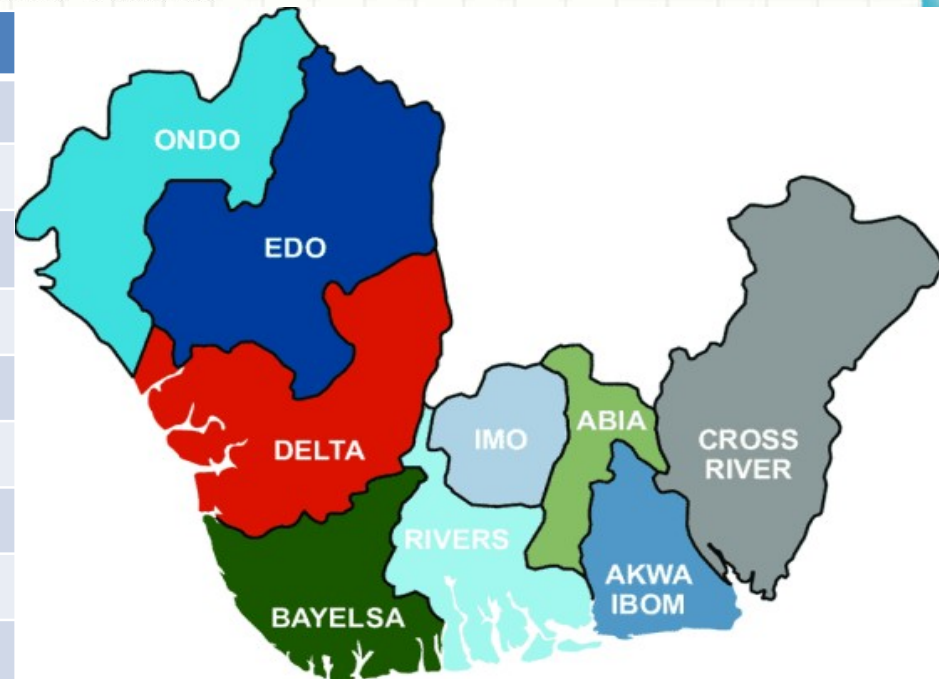 ONDO
EDO
DELTA
IMO
ABIA
CROSS
RIVER
RIVERS
AKWA
IBOM
BAYELSA